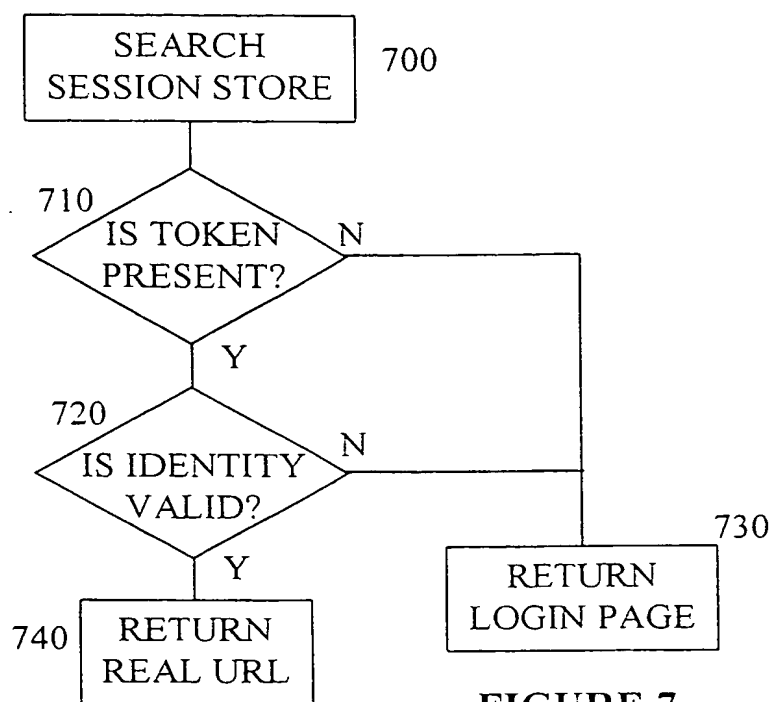 SEARCH
SESSION STORE
700
710
IS TOKEN
PRESENT?
N
Y
720
IS IDENTITY
VALID?
N
Y
730
RETURN
LOGIN PAGE
740
RETURN
REAL URL
FIGURE 7